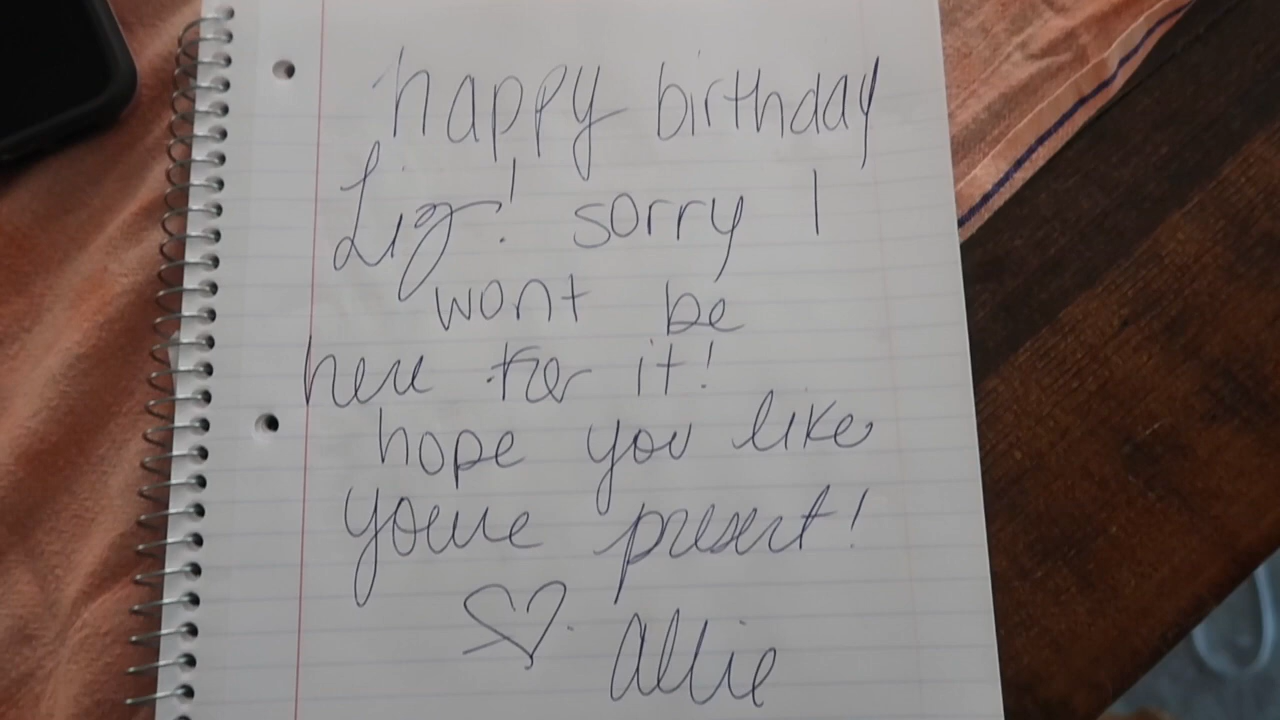 happy birthday
Liz! sorry I
wont be
here for it!
hope you like
youre present!
♡ Allie